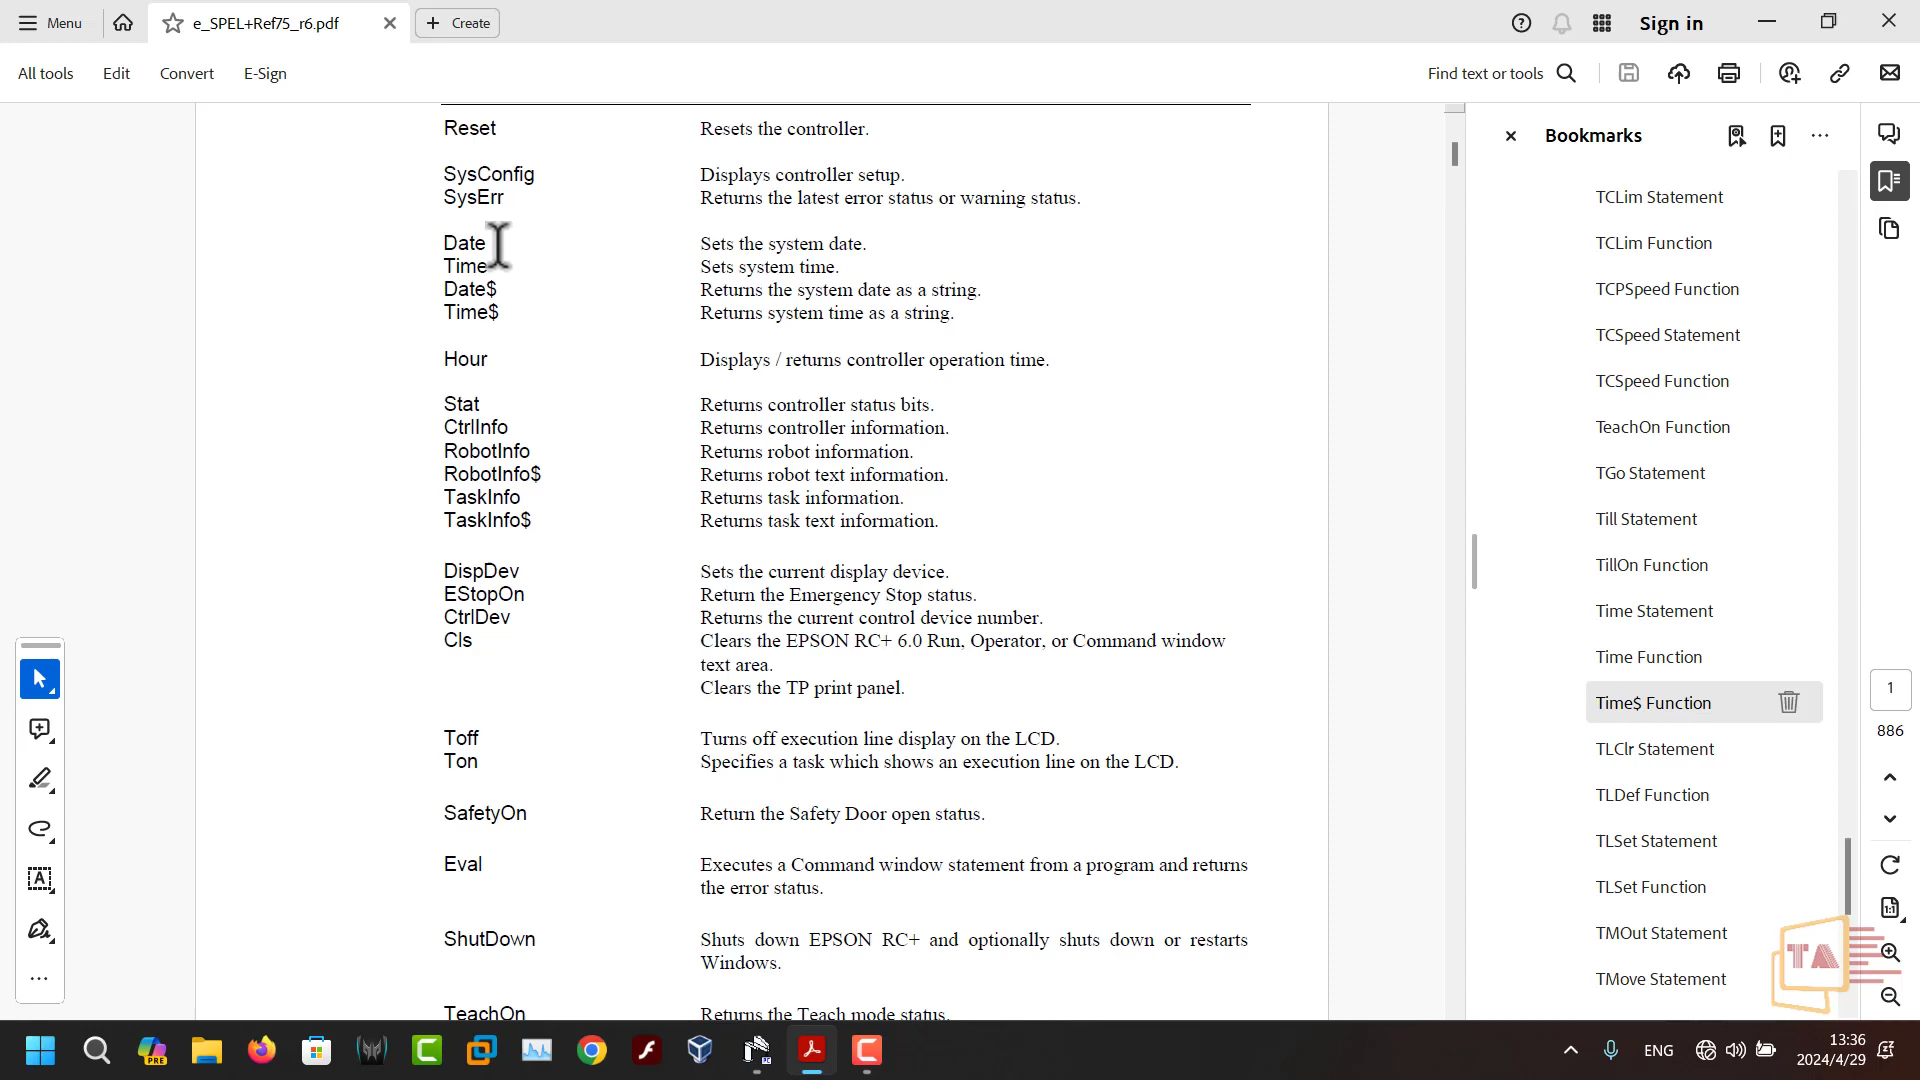 Menu
e_SPEL+Ref75_r6.pdf
Create
Sign in
All tools
Edit
Convert
E-Sign
Find text or tools
Reset Resets the controller.
SysConfig Displays controller setup.
SysErr Returns the latest error status or warning status.
Date Sets the system date.
Time Sets system time.
Date$ Returns the system date as a string.
Time$ Returns system time as a string.
Hour Displays / returns controller operation time.
Stat Returns controller status bits.
CtrlInfo Returns controller information.
RobotInfo Returns robot information.
RobotInfo$ Returns robot text information.
TaskInfo Returns task information.
TaskInfo$ Returns task text information.
DispDev Sets the current display device.
EStopOn Return the Emergency Stop status.
CtrlDev Returns the current control device number.
Cls Clears the EPSON RC+ 6.0 Run, Operator, or Command window
text area.
Clears the TP print panel.
Toff Turns off execution line display on the LCD.
Ton Specifies a task which shows an execution line on the LCD.
SafetyOn Return the Safety Door open status.
Eval Executes a Command window statement from a program and returns
the error status.
ShutDown Shuts down EPSON RC+ and optionally shuts down or restarts
Windows.
TeachOn Returns the Teach mode status.
Bookmarks
TCLim Statement
TCLim Function
TCPSpeed Function
TCSpeed Statement
TCSpeed Function
TeachOn Function
TGo Statement
Till Statement
TillOn Function
Time Statement
Time Function
Time$ Function
TLClr Statement
TLDef Function
TLSet Statement
TLSet Function
TMOut Statement
TMove Statement
1
886
1:1
TA
PRE
ENG
13:36
2024/4/29